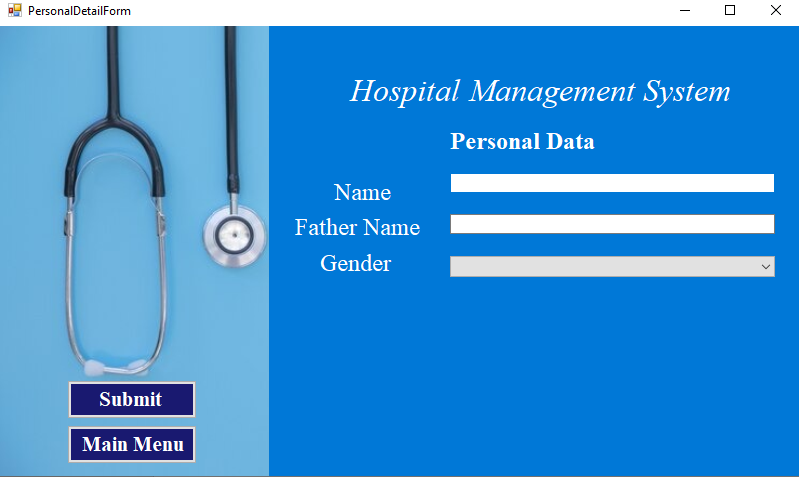 PersonalDetailForm
Hospital Management System
Personal Data
Name
Father Name
Gender
Submit
Main Menu